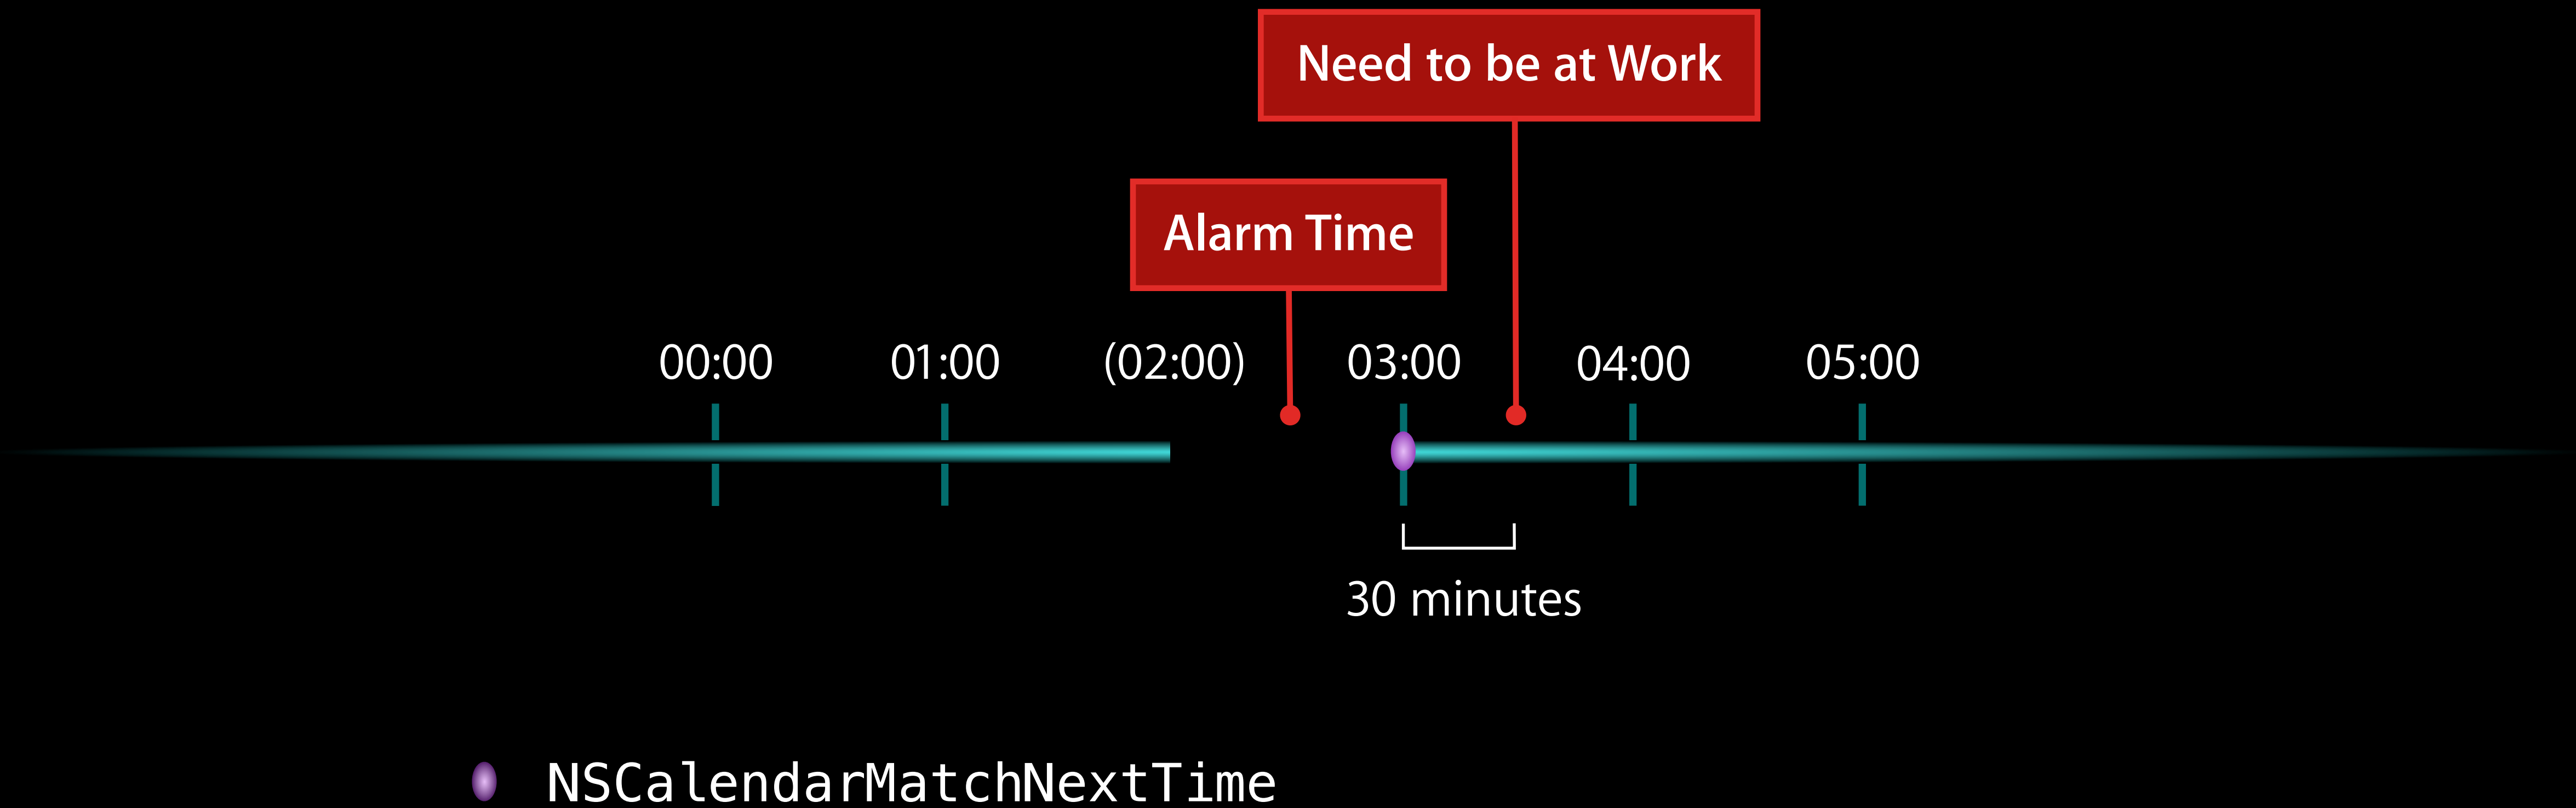 Need to be at Work
Alarm Time
00:00 01:00 (02:00) 03:00 04:00 05:00
30 minutes
NSCalendarMatchNextTime